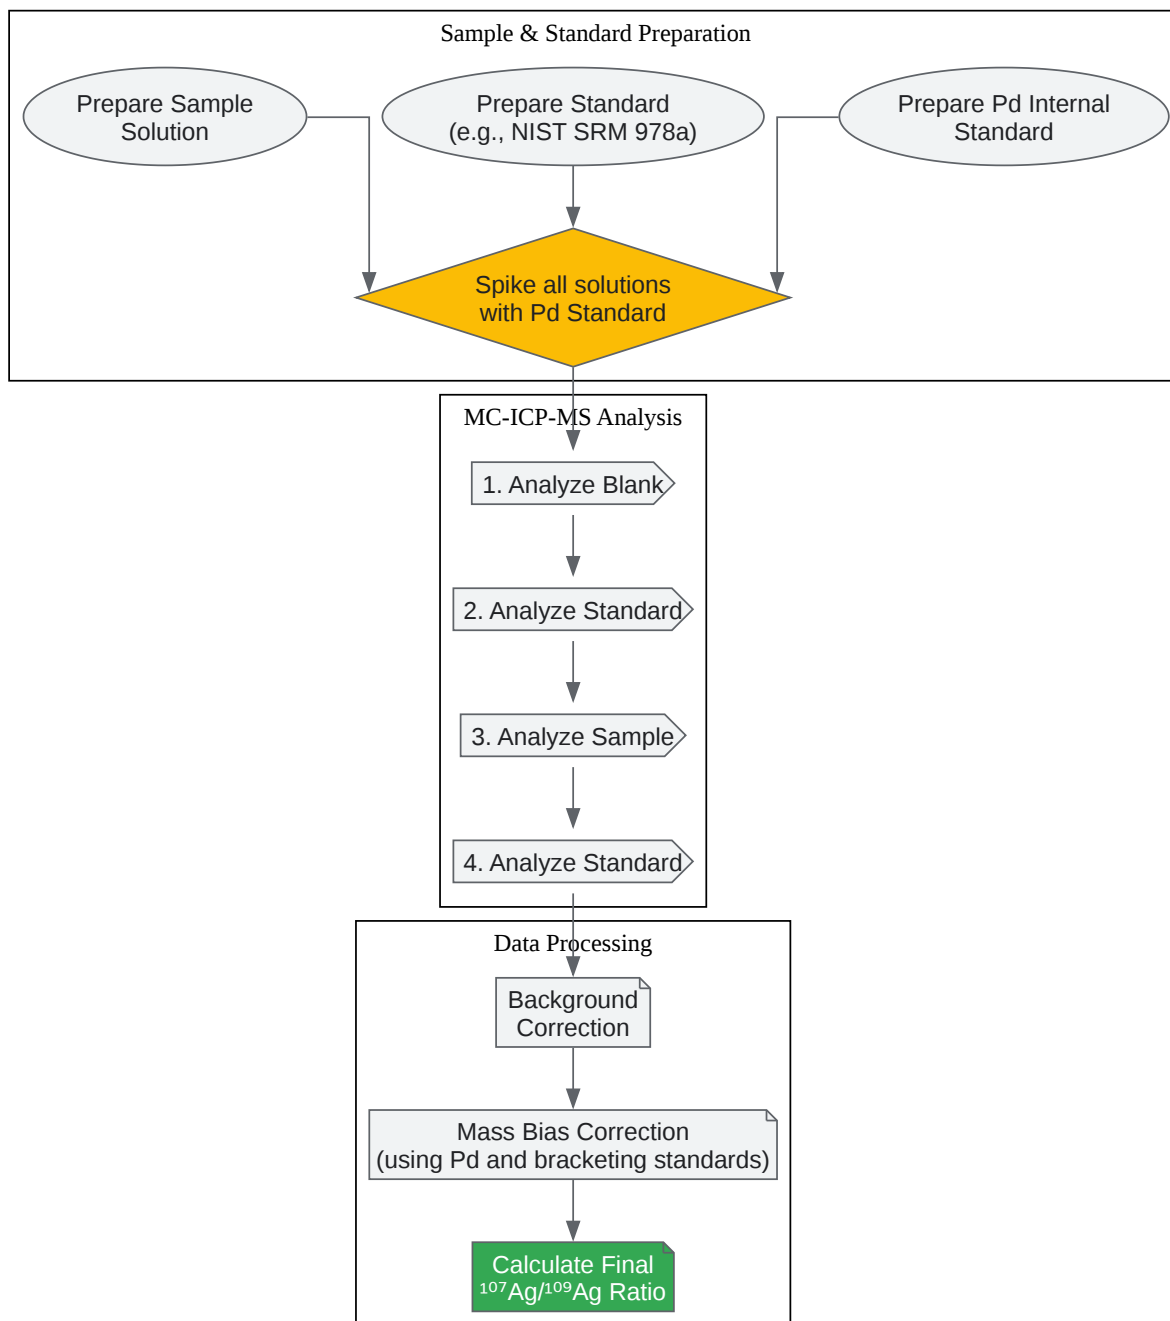 Sample & Standard Preparation
Prepare Sample
Solution
Prepare Standard
(e.g., NIST SRM 978a)
Prepare Pd Internal
Standard
Spike all solutions
with Pd Standard
MC-ICP-MS Analysis
1. Analyze Blank
2. Analyze Standard
3. Analyze Sample
4. Analyze Standard
Data Processing
Background
Correction
Mass Bias Correction
(using Pd and bracketing standards)
Calculate Final
¹⁰⁷Ag/¹⁰⁹Ag Ratio